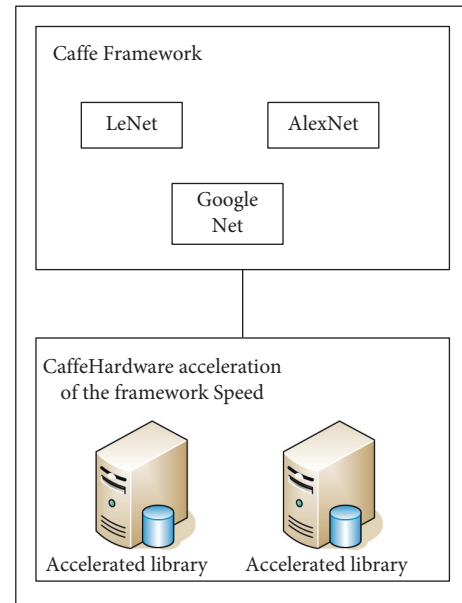 Caffe Framework
LeNet
AlexNet
Google
Net
CaffeHardware acceleration
of the framework Speed
Accelerated library
Accelerated library